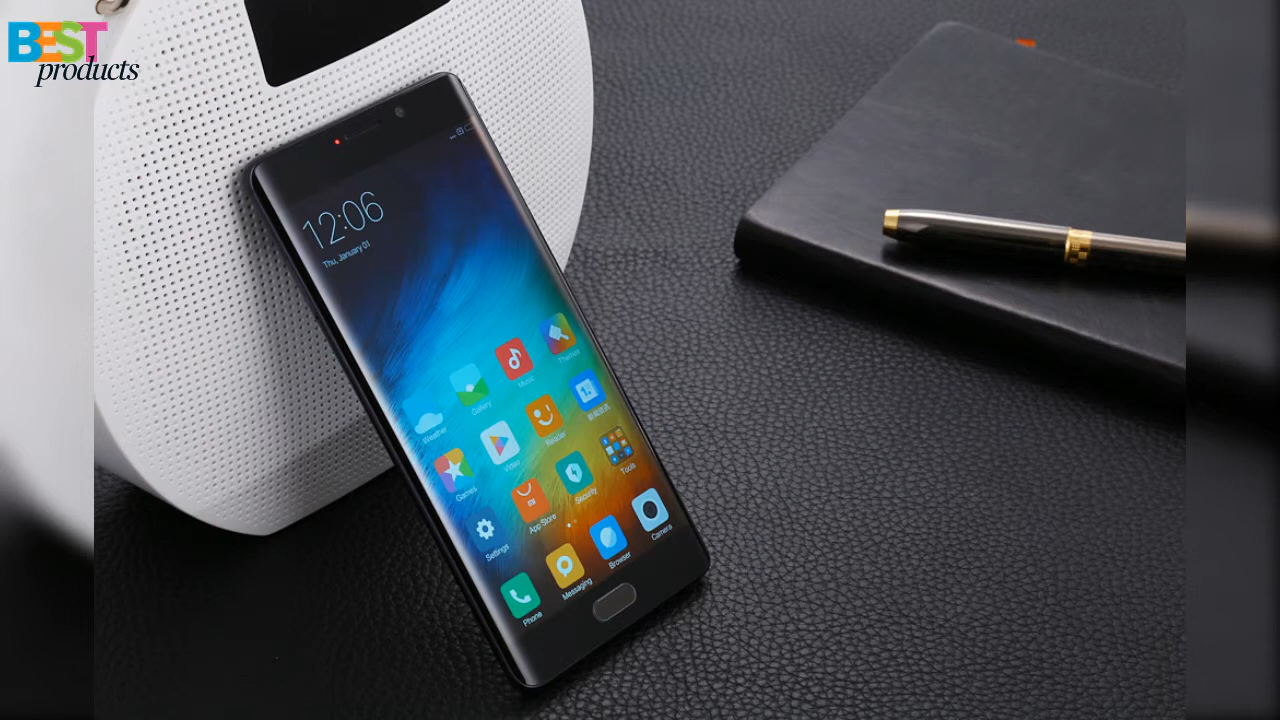 BEST
products
12:06
Thu, January 01
Weather
Gallery
Music
Themes
Games
Video
Reader
Settings
App Store
Security
Tools
Phone
Messaging
Browser
Camera